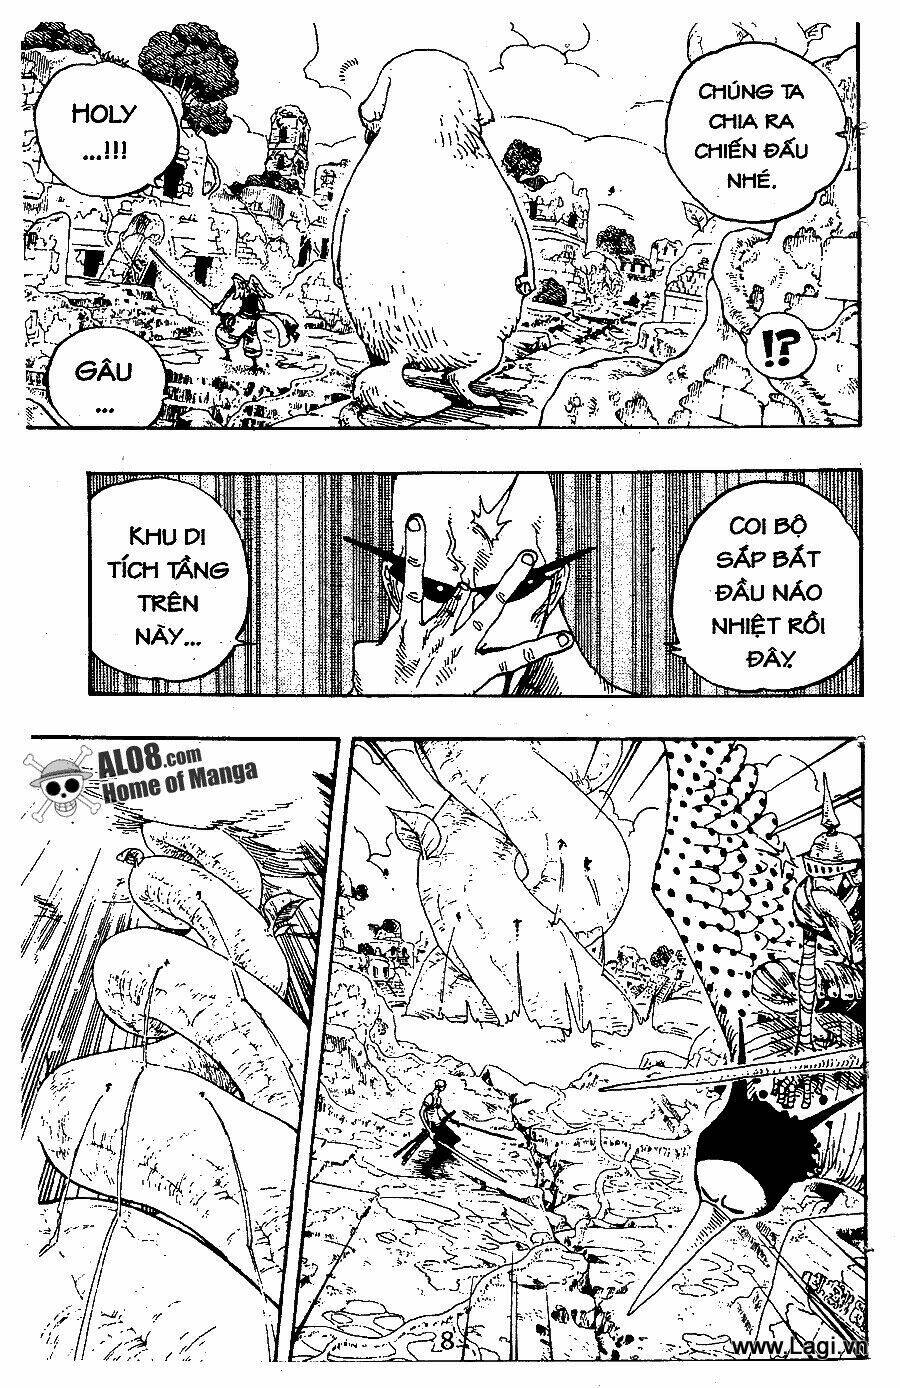 CHÚNG TA
CHIA RA
CHIẾN ĐẤU
NHÉ.
HOLY
...!!!
!?
GÂU
...
COI BỘ
SẮP BẮT
ĐẦU NÁO
NHIỆT RỒI
ĐÂY.
KHU DI
TÍCH TẦNG
TRÊN
NÀY...
ALO8.com
Home of Manga
8
www.Lagi.vn